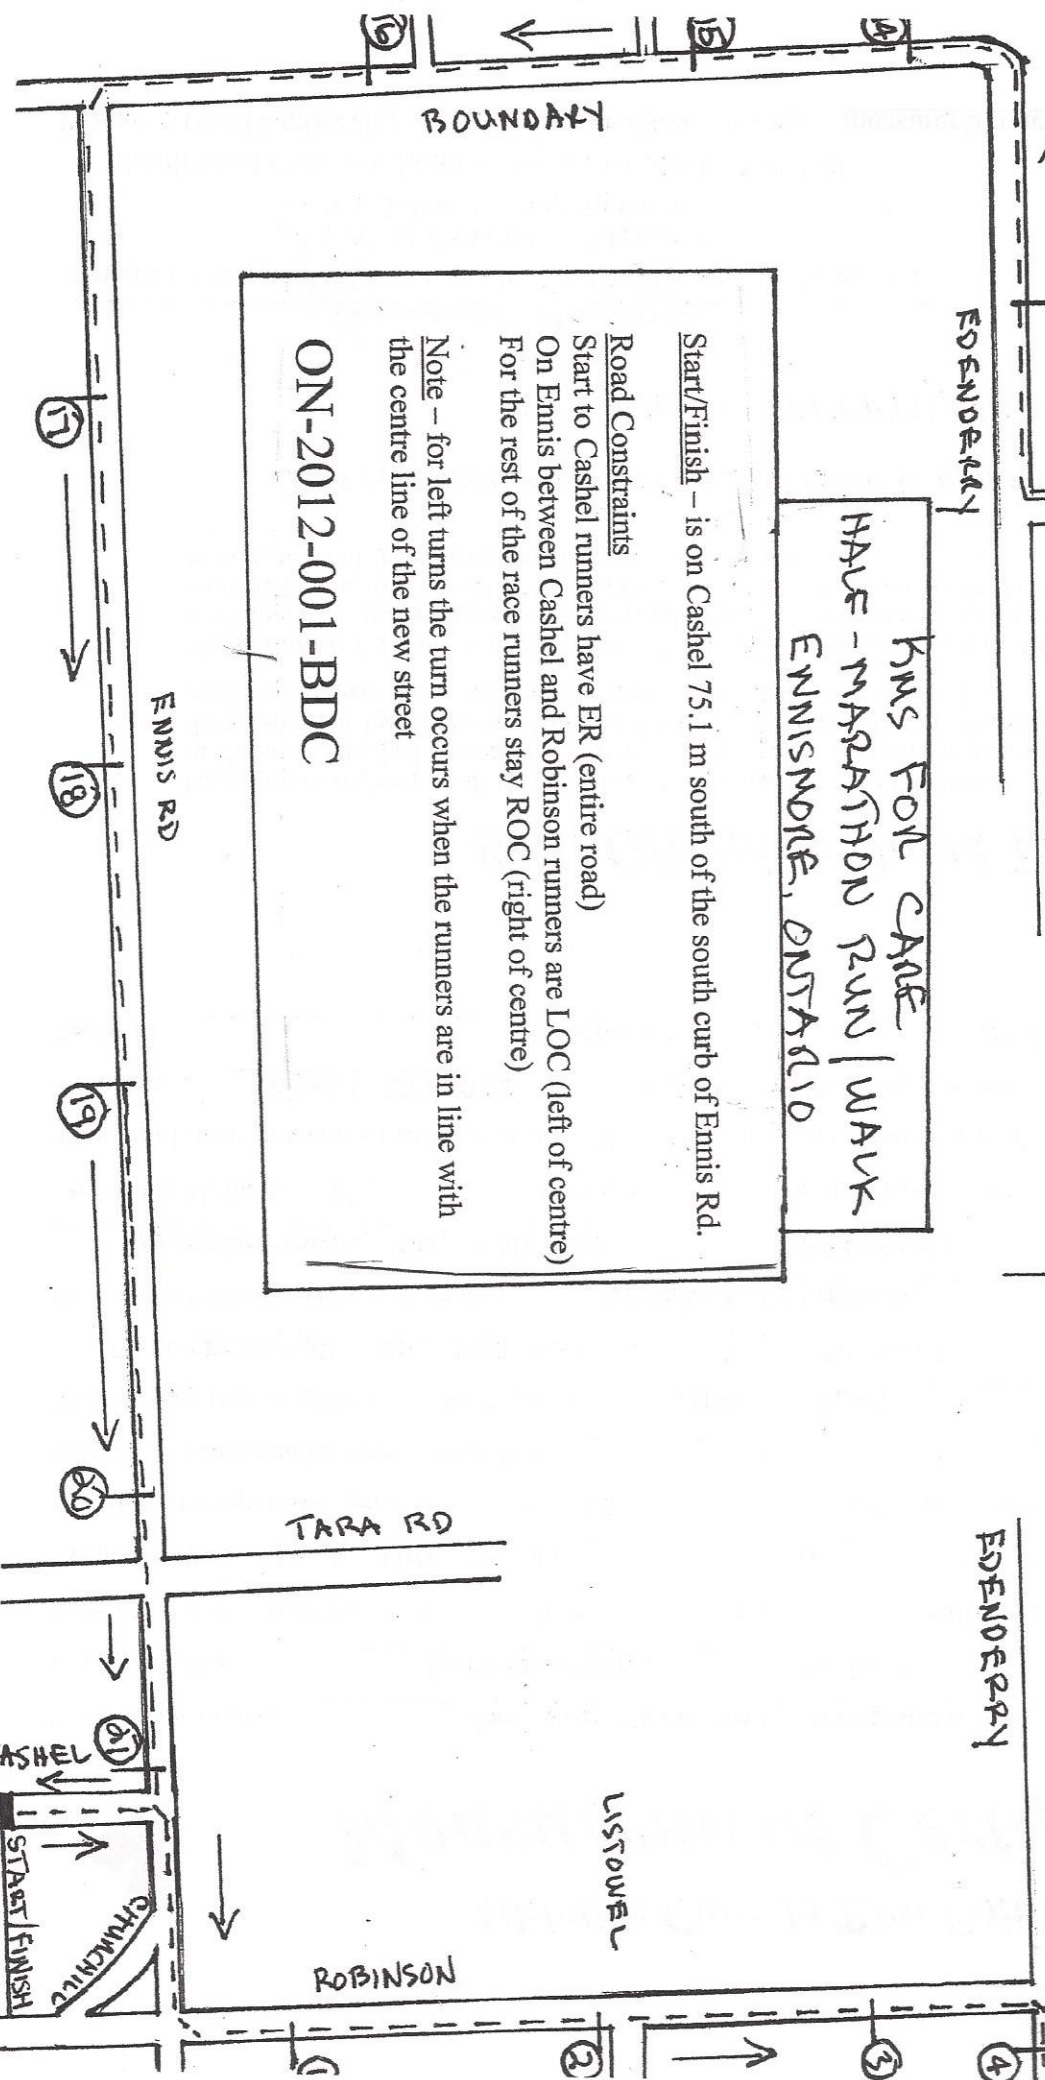 KMS FOR CARE
HALF-MARATHON RUN/WALK
ENNISMORE, ONTARIO
Start/Finish – is on Cashel 75.1 m south of the south curb of Ennis Rd.
Road Constraints
Start to Cashel runners have ER (entire road)
On Ennis between Cashel and Robinson runners are LOC (left of centre)
For the rest of the race runners stay ROC (right of centre)
Note – for left turns the turn occurs when the runners are in line with
the centre line of the new street
ON-2012-001-BDC
EDENDERRY
EDENDERRY
BOUNDARY
14
15
16
17
18
19
20
21
ENNIS RD
TARA RD
LISTOWEL
ROBINSON
1
2
3
4
ASHEL
START/FINISH
CHURCHILL